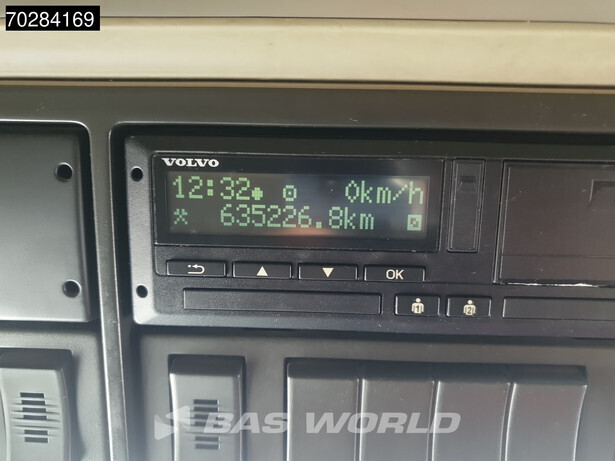 70284169
VOLVO
12:32 0km/h
635226.8km
OK
1 2
BAS WORLD